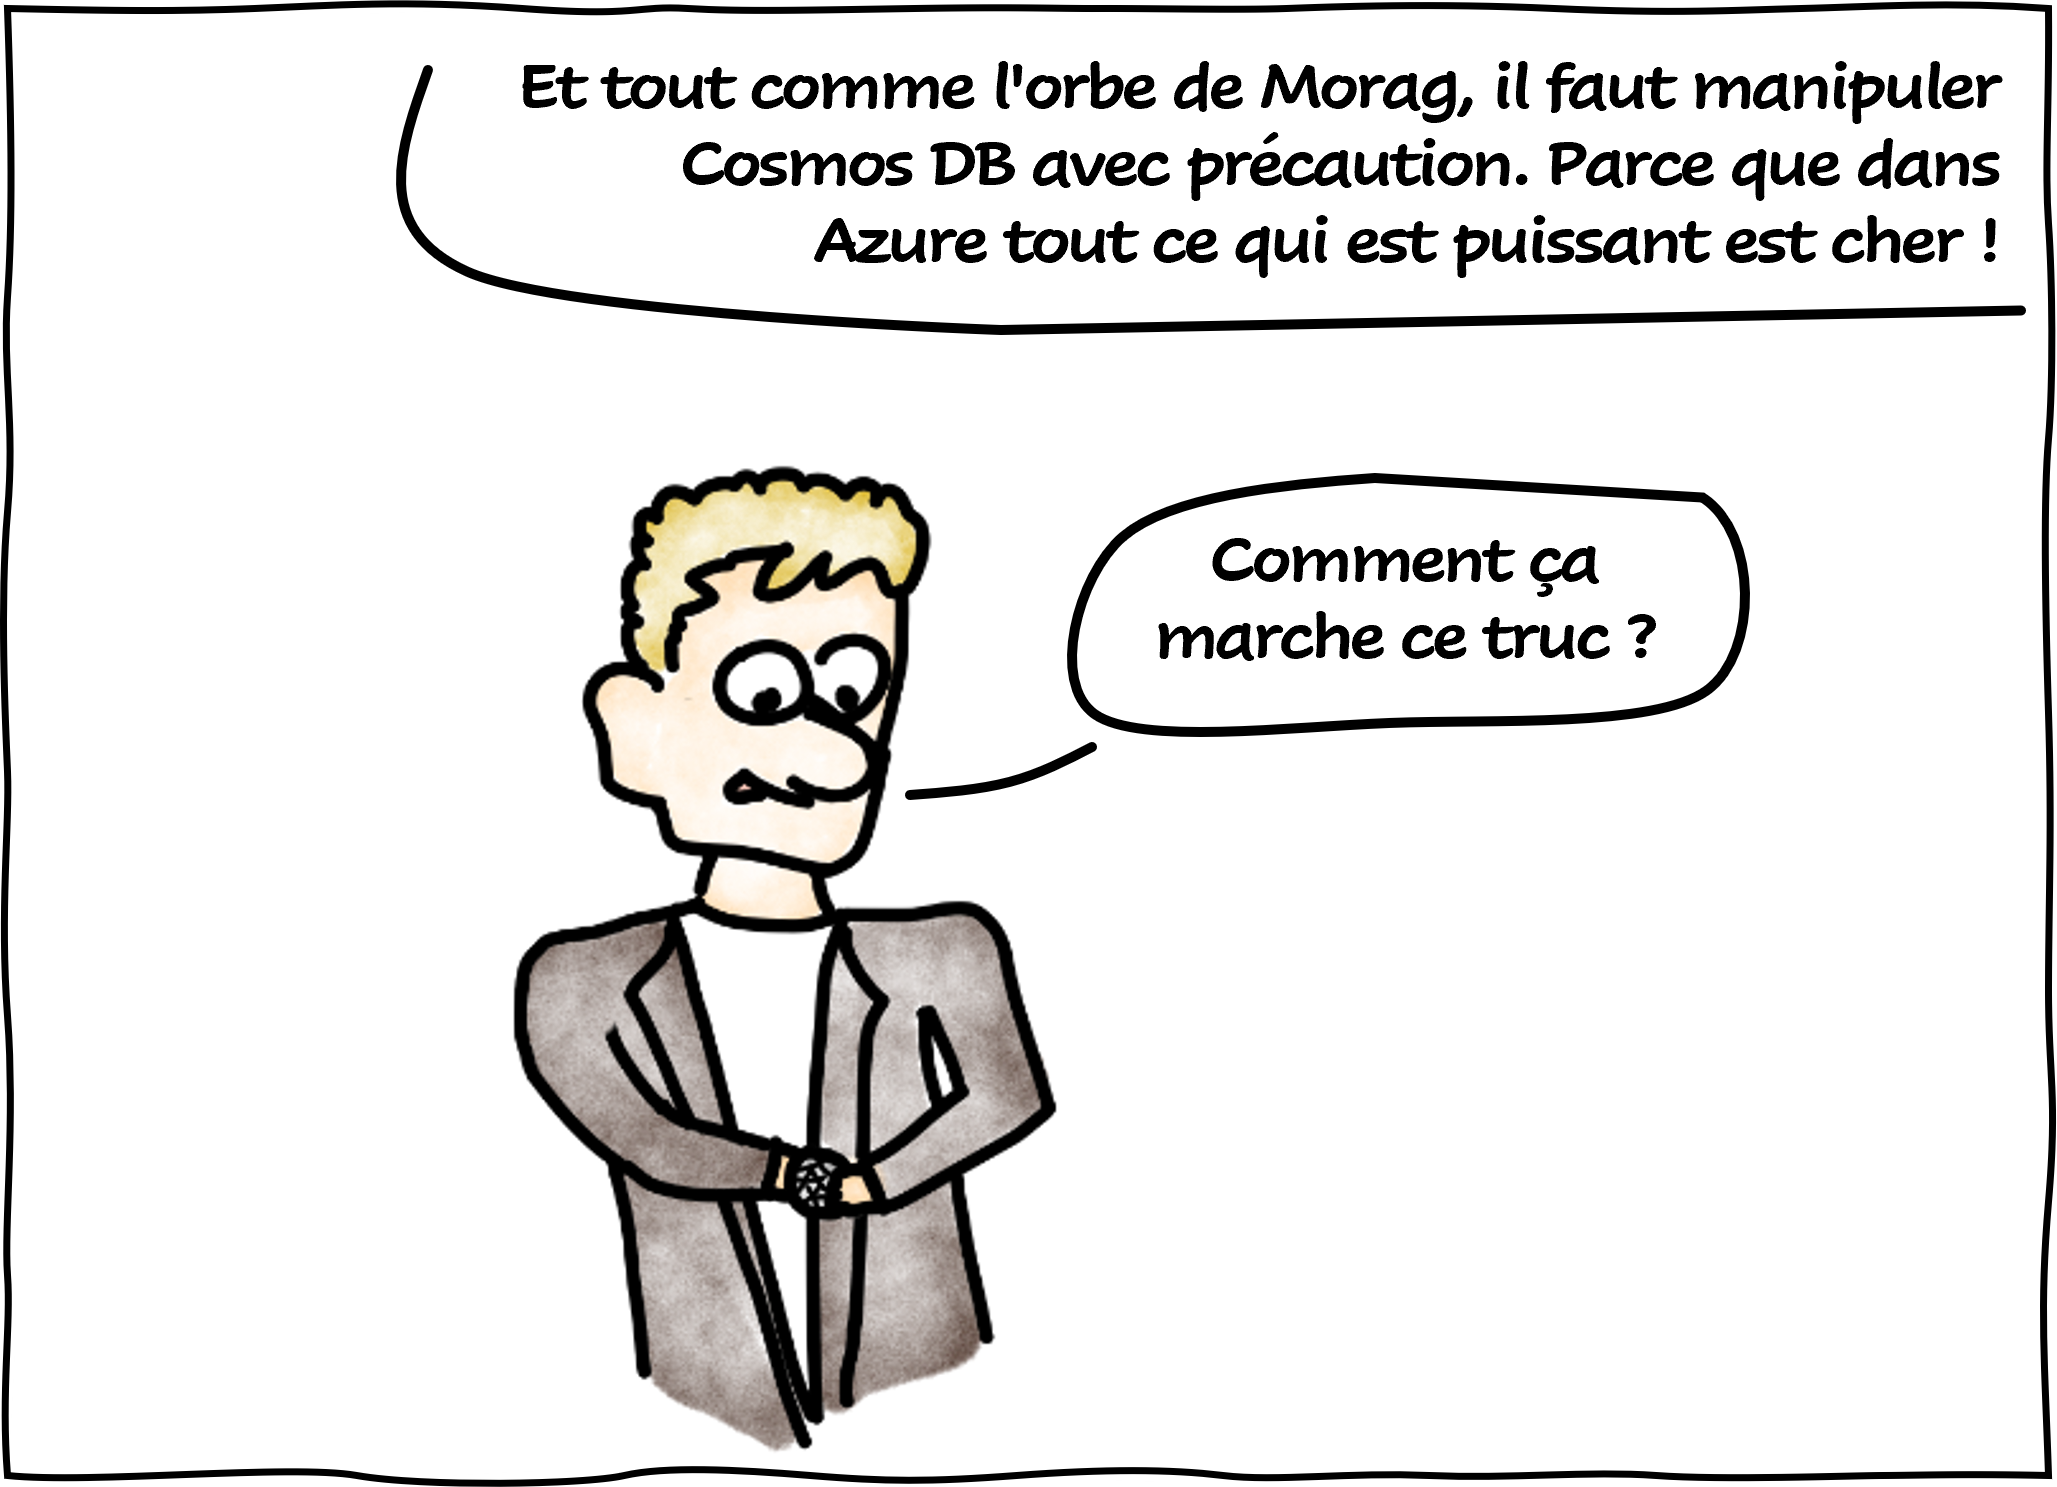 Et tout comme l'orbe de Morag, il faut manipuler
Cosmos DB avec précaution. Parce que dans
Azure tout ce qui est puissant est cher !
Comment ça
marche ce truc ?